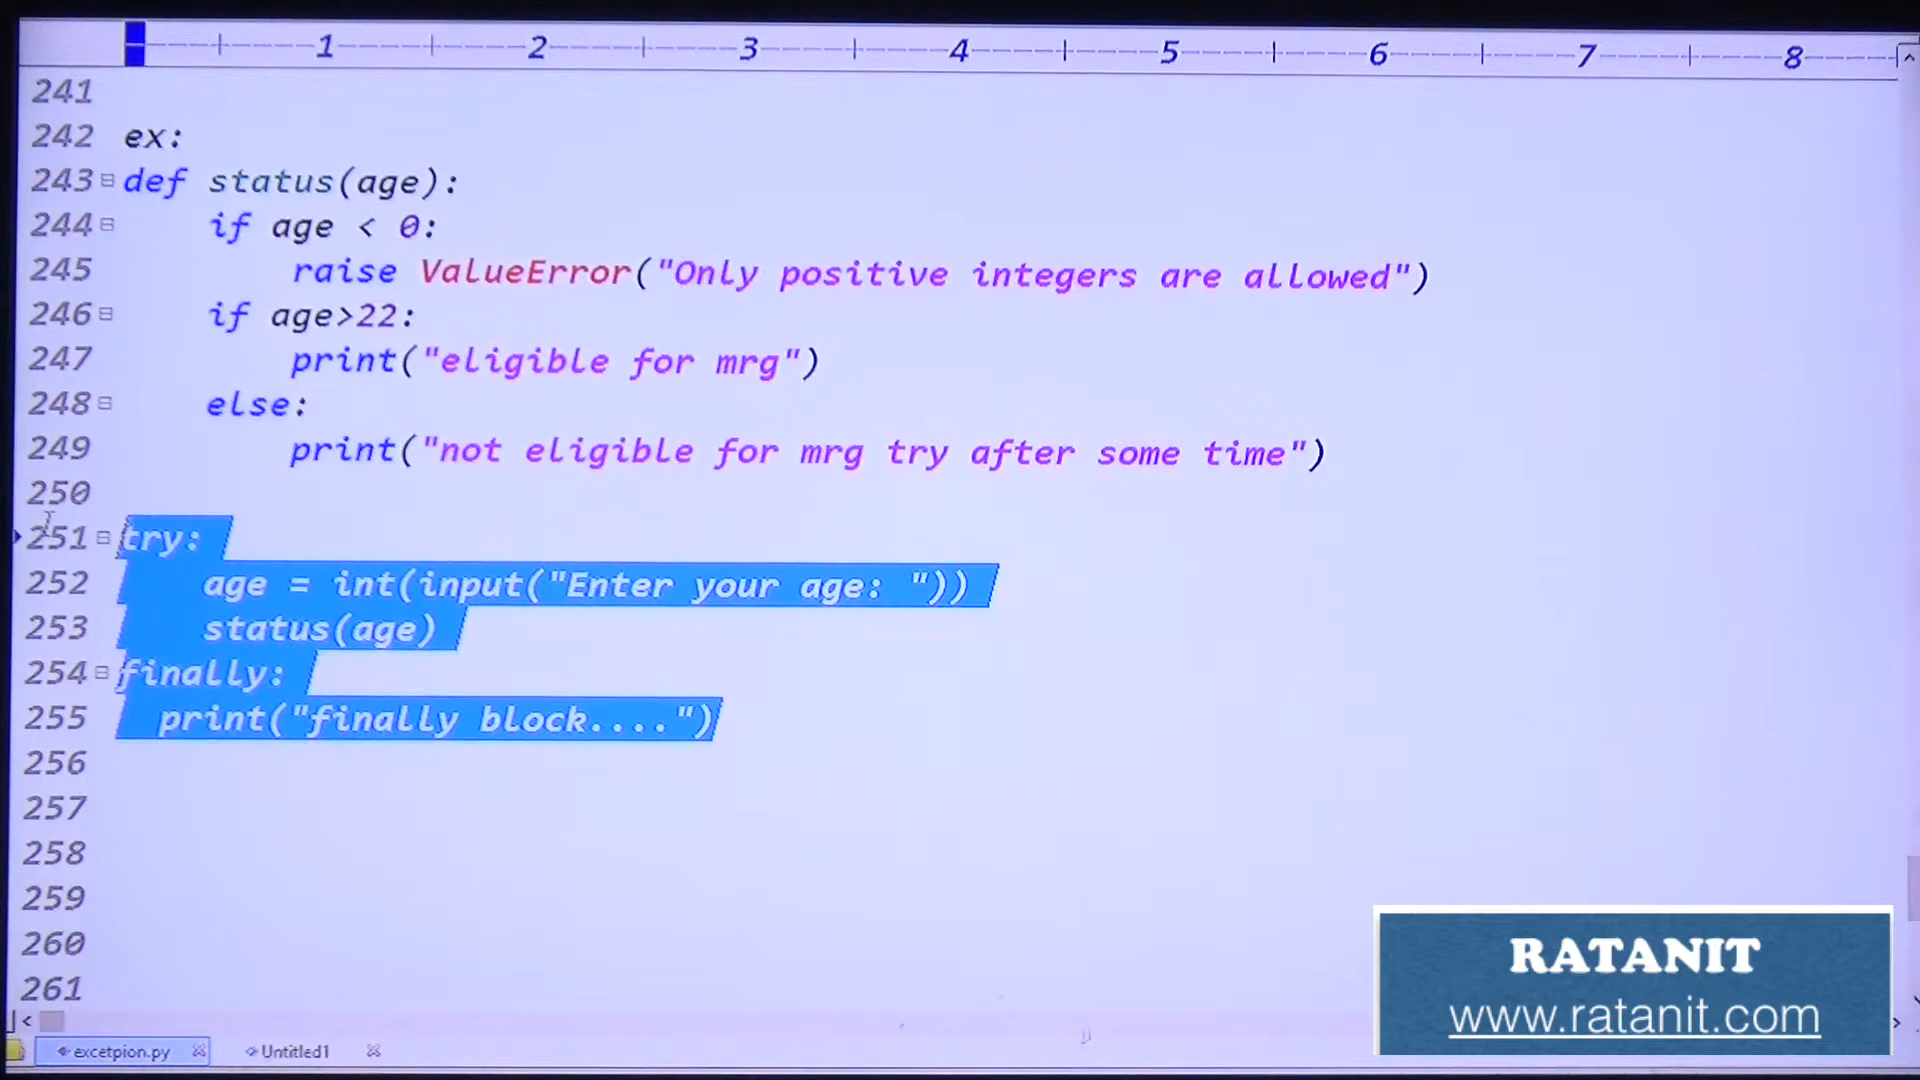 1 2 3 4 5 6 7 8
241
242 ex:
243 def status(age):
244     if age < 0:
245         raise ValueError("Only positive integers are allowed")
246     if age>22:
247         print("eligible for mrg")
248     else:
249         print("not eligible for mrg try after some time")
250
251 try:
252     age = int(input("Enter your age: "))
253     status(age)
254 finally:
255   print("finally block....")
256
257
258
259
260
261
RATANIT
www.ratanit.com
excetpion.py Untitled1